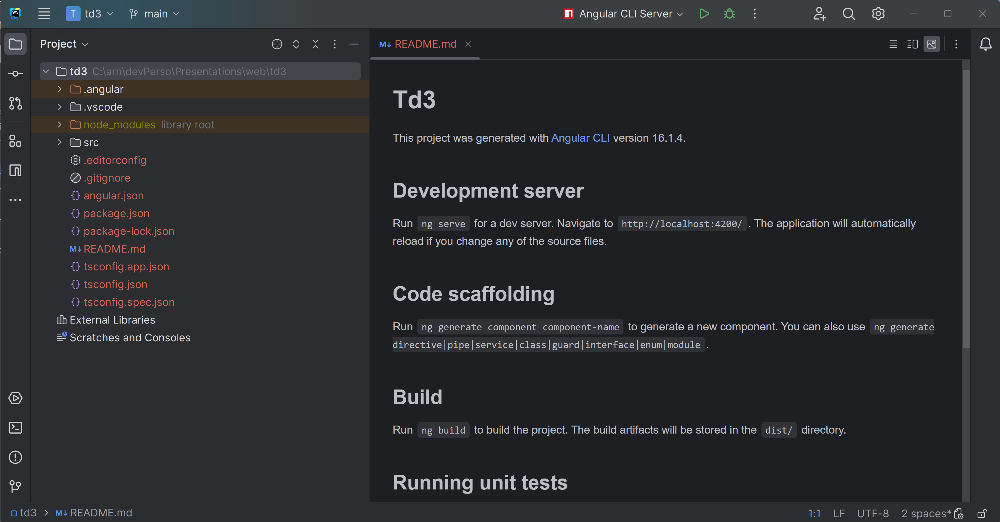 WS
T td3
main
Angular CLI Server
Project
README.md
td3 C:\arn\devPerso\Presentations\web\td3
.angular
.vscode
node_modules library root
src
.editorconfig
.gitignore
{} angular.json
{} package.json
{} package-lock.json
M↓ README.md
{} tsconfig.app.json
{} tsconfig.json
{} tsconfig.spec.json
External Libraries
Scratches and Consoles
Td3
This project was generated with Angular CLI version 16.1.4.
Development server
Run ng serve for a dev server. Navigate to http://localhost:4200/ . The application will automatically
reload if you change any of the source files.
Code scaffolding
Run ng generate component component-name to generate a new component. You can also use ng generate
directive|pipe|service|class|guard|interface|enum|module .
Build
Run ng build to build the project. The build artifacts will be stored in the dist/ directory.
Running unit tests
td3 > M↓ README.md
1:1 LF UTF-8 2 spaces*